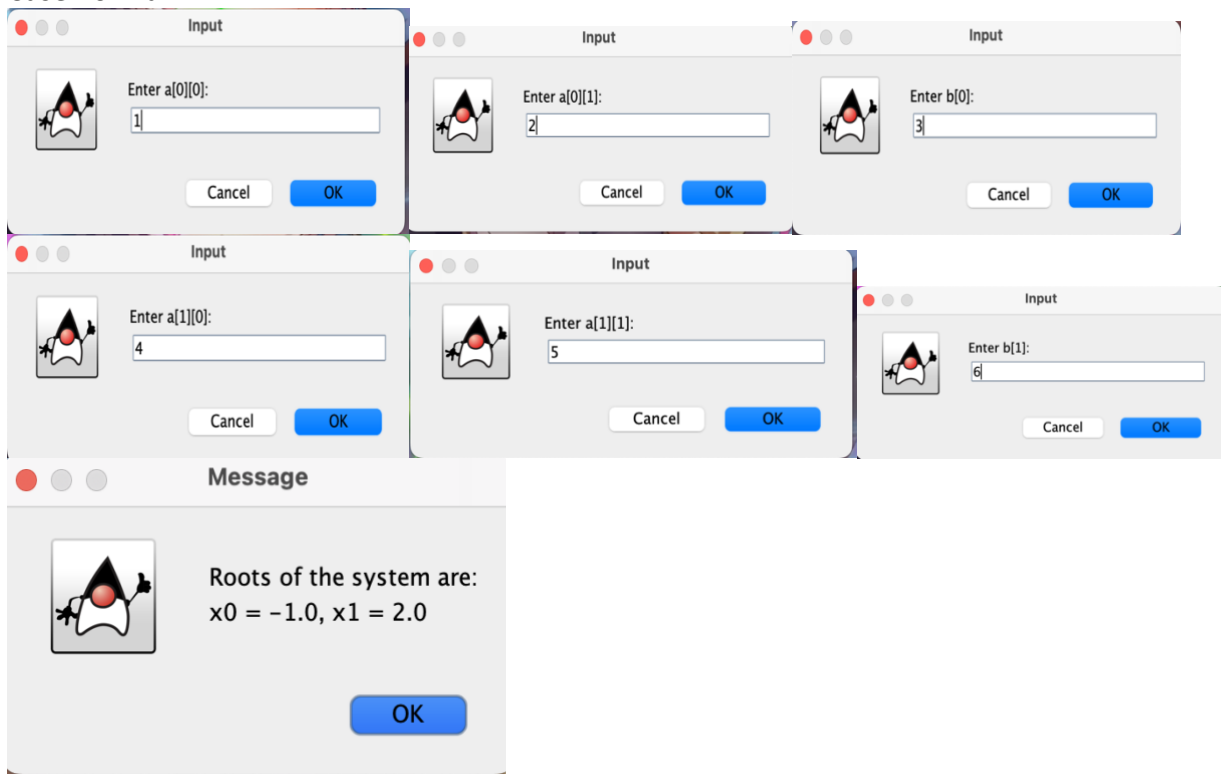 Input
Enter a[0][0]:
1
Cancel OK
Input
Enter a[0][1]:
2
Cancel OK
Input
Enter b[0]:
3
Cancel OK
Input
Enter a[1][0]:
4
Cancel OK
Input
Enter a[1][1]:
5
Cancel OK
Input
Enter b[1]:
6
Cancel OK
Message
Roots of the system are:
x0 = -1.0, x1 = 2.0
OK